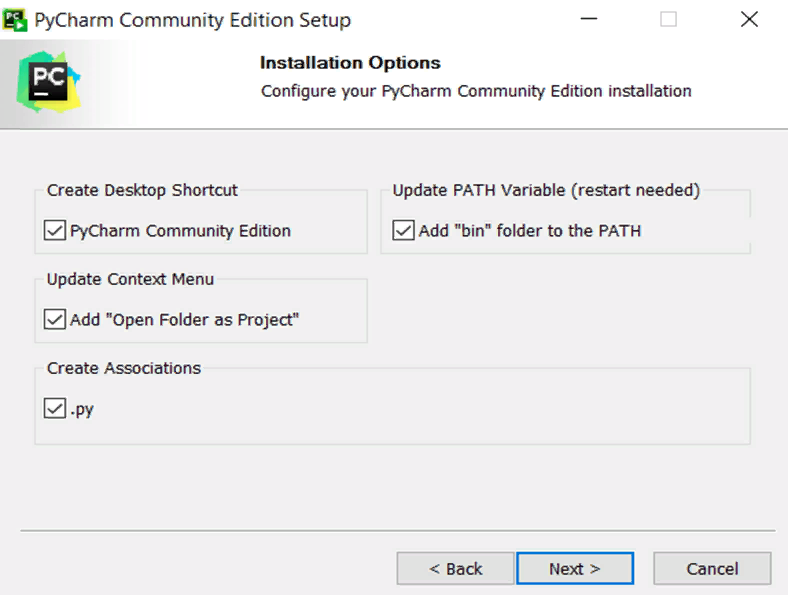 PyCharm Community Edition Setup
PC
Installation Options
Configure your PyCharm Community Edition installation
Create Desktop Shortcut
PyCharm Community Edition
Update PATH Variable (restart needed)
Add "bin" folder to the PATH
Update Context Menu
Add "Open Folder as Project"
Create Associations
.py
< Back
Next >
Cancel